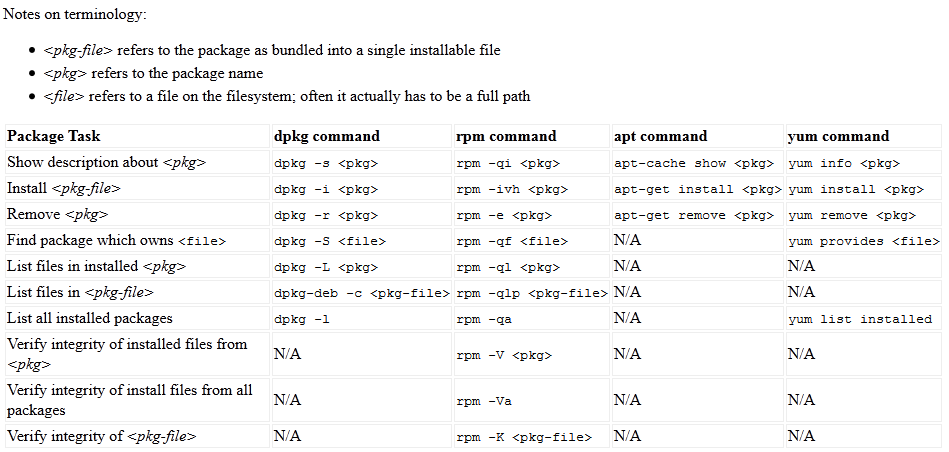 Notes on terminology:
• <pkg-file> refers to the package as bundled into a single installable file
• <pkg> refers to the package name
• <file> refers to a file on the filesystem; often it actually has to be a full path
Package Task dpkg command rpm command apt command yum command
Show description about <pkg> dpkg -s <pkg> rpm -qi <pkg> apt-cache show <pkg> yum info <pkg>
Install <pkg-file> dpkg -i <pkg> rpm -ivh <pkg> apt-get install <pkg> yum install <pkg>
Remove <pkg> dpkg -r <pkg> rpm -e <pkg> apt-get remove <pkg> yum remove <pkg>
Find package which owns <file> dpkg -S <file> rpm -qf <file> N/A yum provides <file>
List files in installed <pkg> dpkg -L <pkg> rpm -ql <pkg> N/A N/A
List files in <pkg-file> dpkg-deb -c <pkg-file> rpm -qlp <pkg-file> N/A N/A
List all installed packages dpkg -l rpm -qa N/A yum list installed
Verify integrity of installed files from
<pkg> N/A rpm -V <pkg> N/A N/A
Verify integrity of install files from all
packages N/A rpm -Va N/A N/A
Verify integrity of <pkg-file> N/A rpm -K <pkg-file> N/A N/A